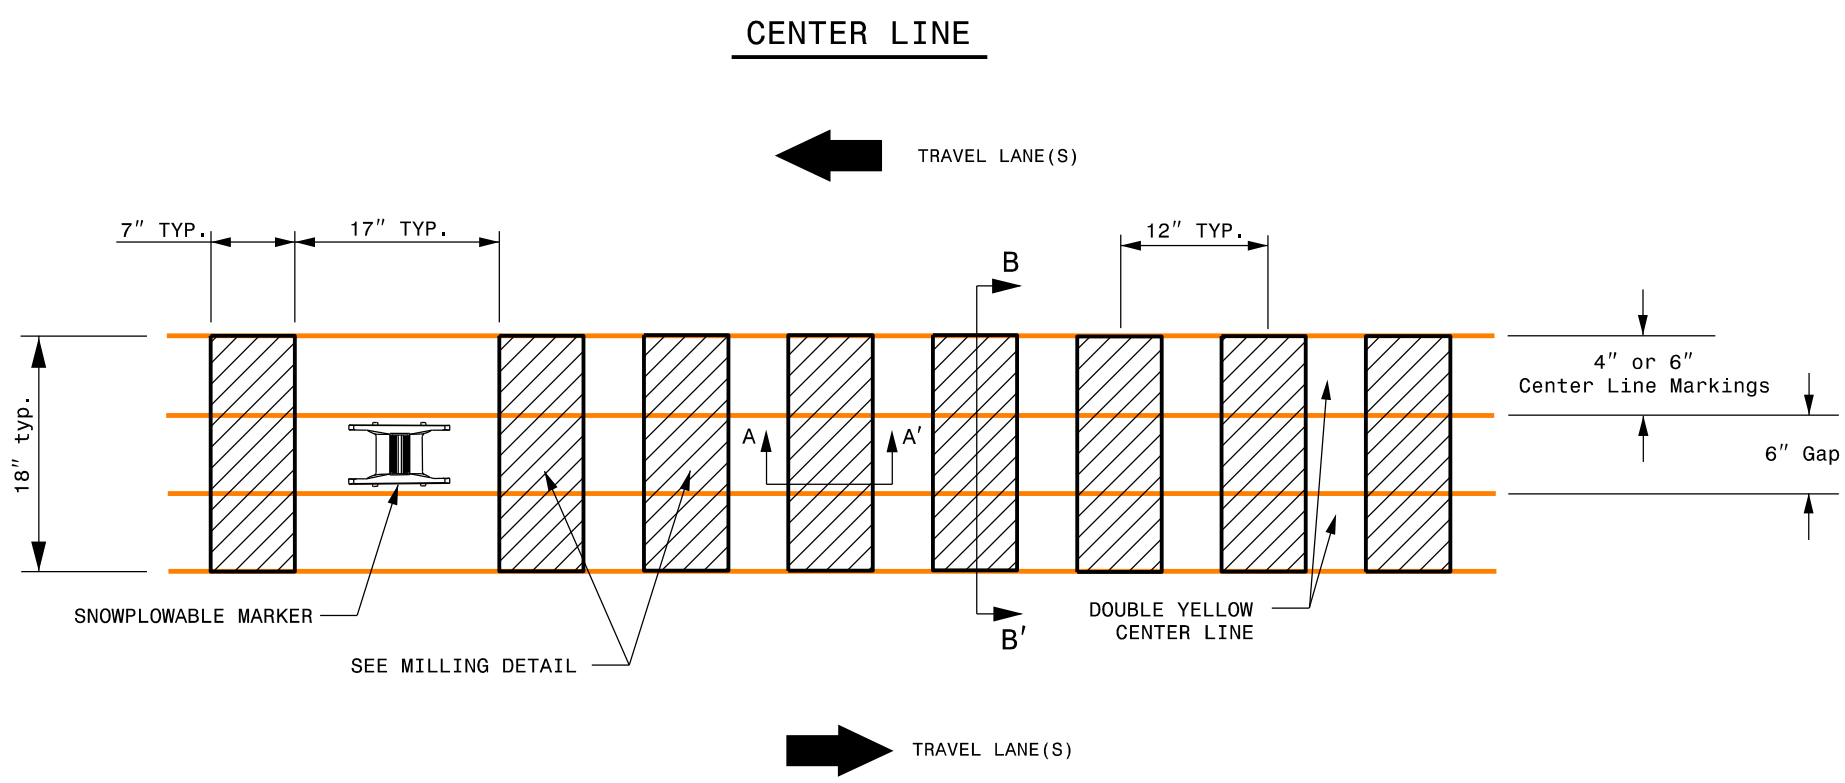 CENTER LINE
TRAVEL LANE(S)
7" TYP.
17" TYP.
12" TYP.
B
4" or 6"
Center Line Markings
18" typ.
A
A'
6" Gap
SNOWPLOWABLE MARKER
DOUBLE YELLOW
CENTER LINE
B'
SEE MILLING DETAIL
TRAVEL LANE(S)